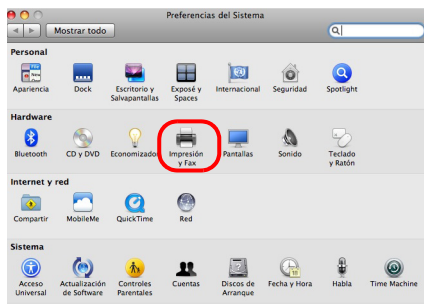 Preferencias del Sistema
Mostrar todo
Personal
Apariencia
Dock
Escritorio y
Salvapantallas
Exposé y
Spaces
Internacional
Seguridad
Spotlight
Hardware
Bluetooth
CD y DVD
Economizador
Impresión
y Fax
Pantallas
Sonido
Teclado
y Ratón
Internet y red
Compartir
MobileMe
QuickTime
Red
Sistema
Acceso
Universal
Actualización
de Software
Controles
Parentales
Cuentas
Discos de
Arranque
Fecha y Hora
Habla
Time Machine